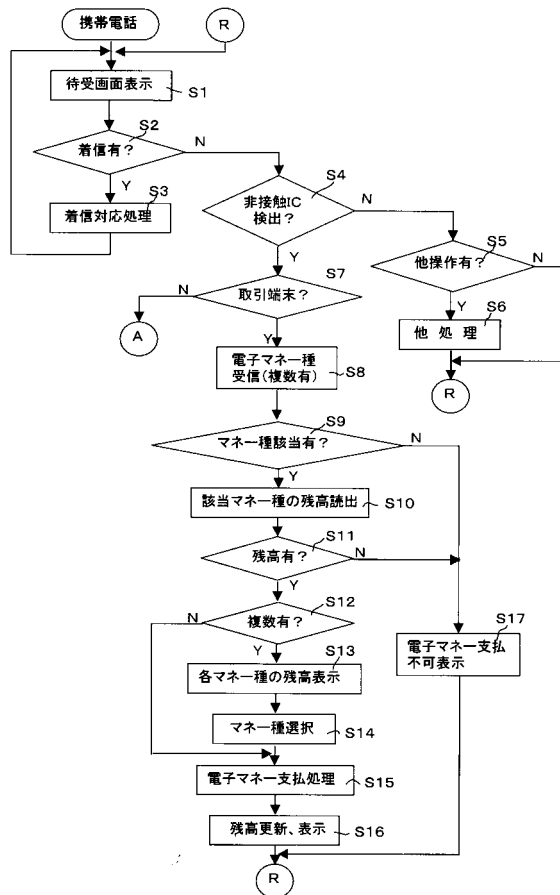 携帯電話
R
待受画面表示
S1
着信有?
S2
N
Y
着信対応処理
S3
非接触IC
検出?
S4
N
Y
他操作有?
S5
N
Y
他 処 理
S6
R
取引端末?
S7
N
Y
A
電子マネー種
受信(複数有)
S8
マネー種該当有?
S9
N
Y
該当マネー種の残高読出
S10
残高有?
S11
N
Y
複数有?
S12
N
Y
各マネー種の残高表示
S13
マネー種選択
S14
電子マネー支払処理
S15
残高更新、表示
S16
電子マネー支払
不可表示
S17
R